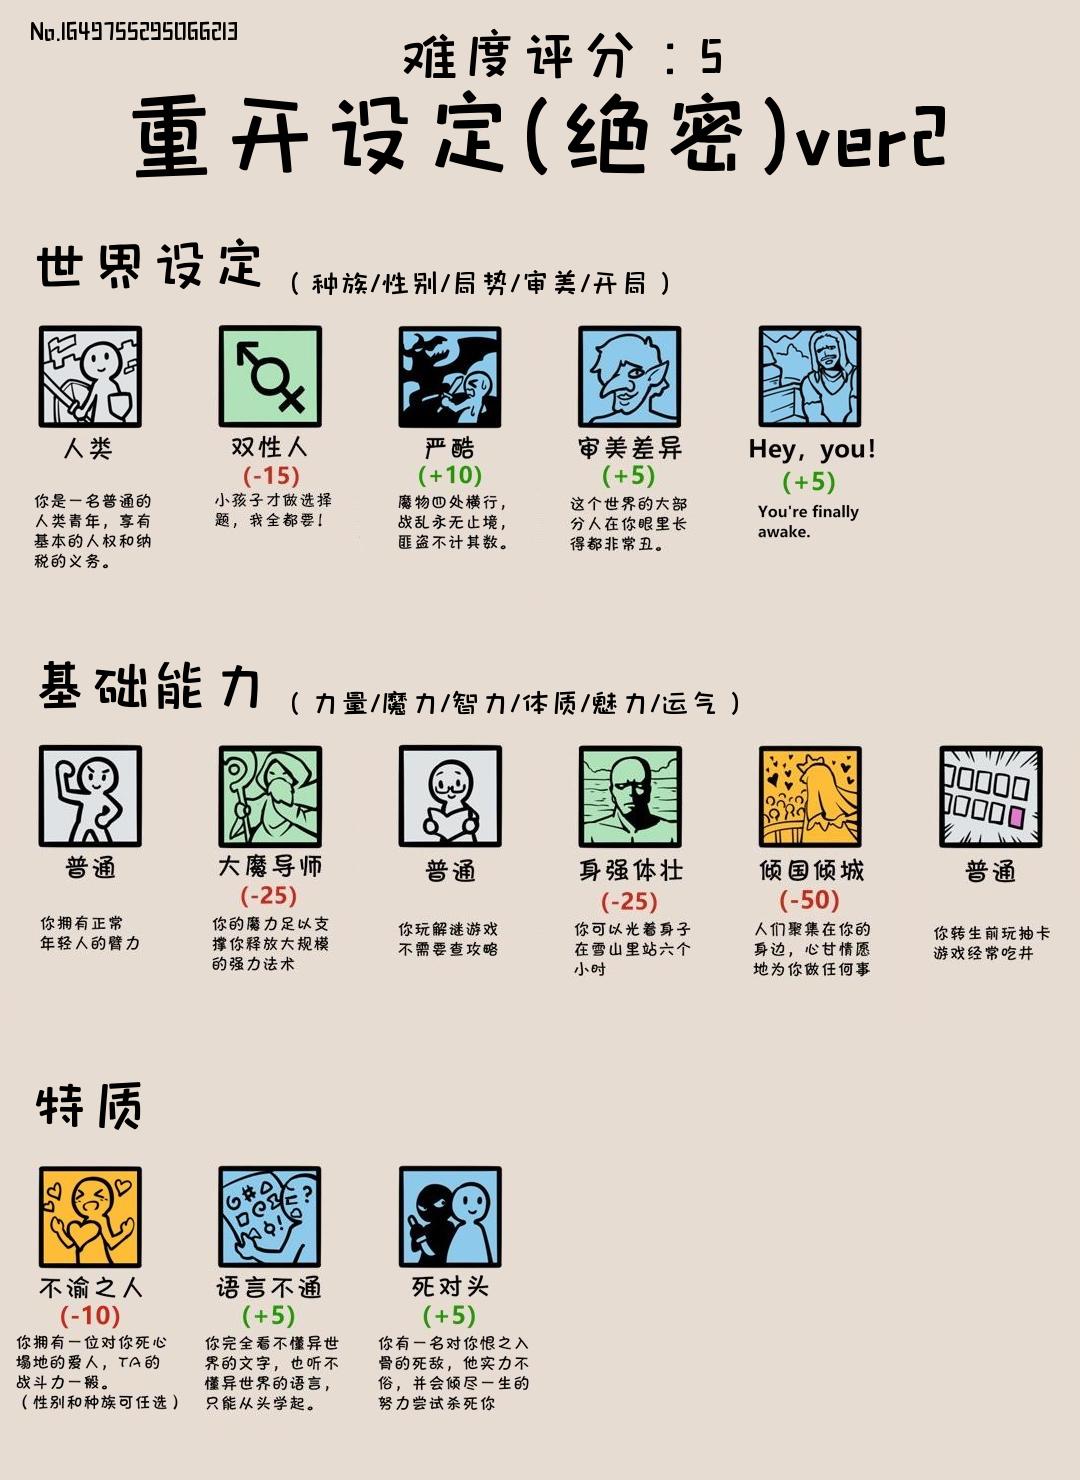 No.1649755295066213
难度评分：5
重开设定(绝密)ver2
世界设定
（种族/性别/局势/审美/开局）
人类
双性人
(-15)
严酷
(+10)
审美差异
(+5)
Hey, you!
(+5)
你是一名普通的
人类青年，享有
基本的人权和纳
税的义务。
小孩子才做选择
题，我全都要！
魔物四处横行，
战乱永无止境，
匪盗不计其数。
这个世界的大部
分人在你眼里长
得都非常丑。
You're finally
awake.
基础能力
（力量/魔力/智力/体质/魅力/运气）
普通
大魔导师
(-25)
普通
身强体壮
(-25)
倾国倾城
(-50)
普通
你拥有正常
年轻人的臂力
你的魔力足以支
撑你释放大规模
的强力法术
你玩解谜游戏
不需要查攻略
你可以光着身子
在雪山里站六个
小时
人们聚集在你的
身边，心甘情愿
地为你做任何事
你转生前玩抽卡
游戏经常吃井
特质
不渝之人
(-10)
语言不通
(+5)
死对头
(+5)
你拥有一位对你死心
塌地的爱人，TA的
战斗力一般。
（性别和种族可任选）
你完全看不懂异世
界的文字，也听不
懂异世界的语言，
只能从头学起。
你有一名对你恨之入
骨的死敌，他实力不
俗，并会倾尽一生的
努力尝试杀死你